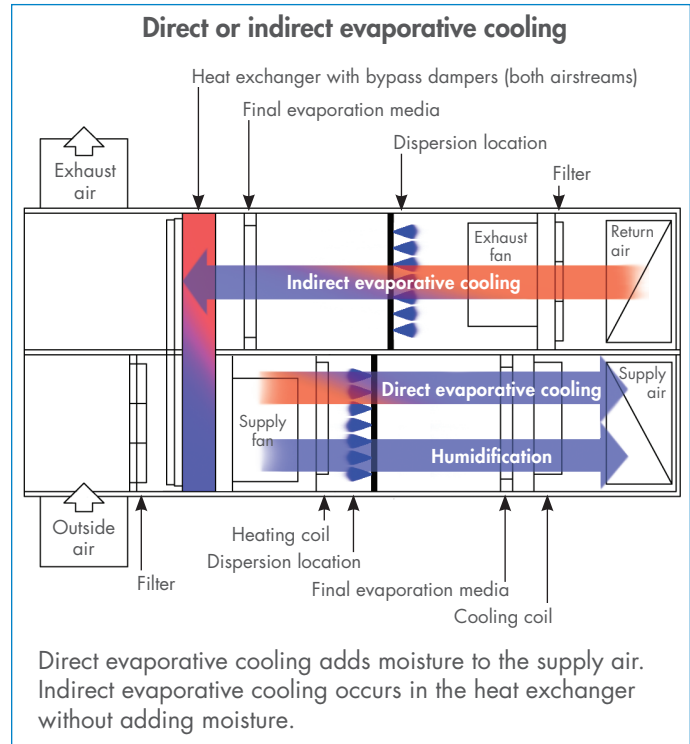 Direct or indirect evaporative cooling
Heat exchanger with bypass dampers (both airstreams)
Final evaporation media
Dispersion location
Filter
Exhaust
air
Exhaust
fan
Return
air
Indirect evaporative cooling
Direct evaporative cooling
Supply
air
Supply
fan
Humidification
Outside
air
Filter
Heating coil
Dispersion location
Final evaporation media
Cooling coil
Direct evaporative cooling adds moisture to the supply air.
Indirect evaporative cooling occurs in the heat exchanger
without adding moisture.